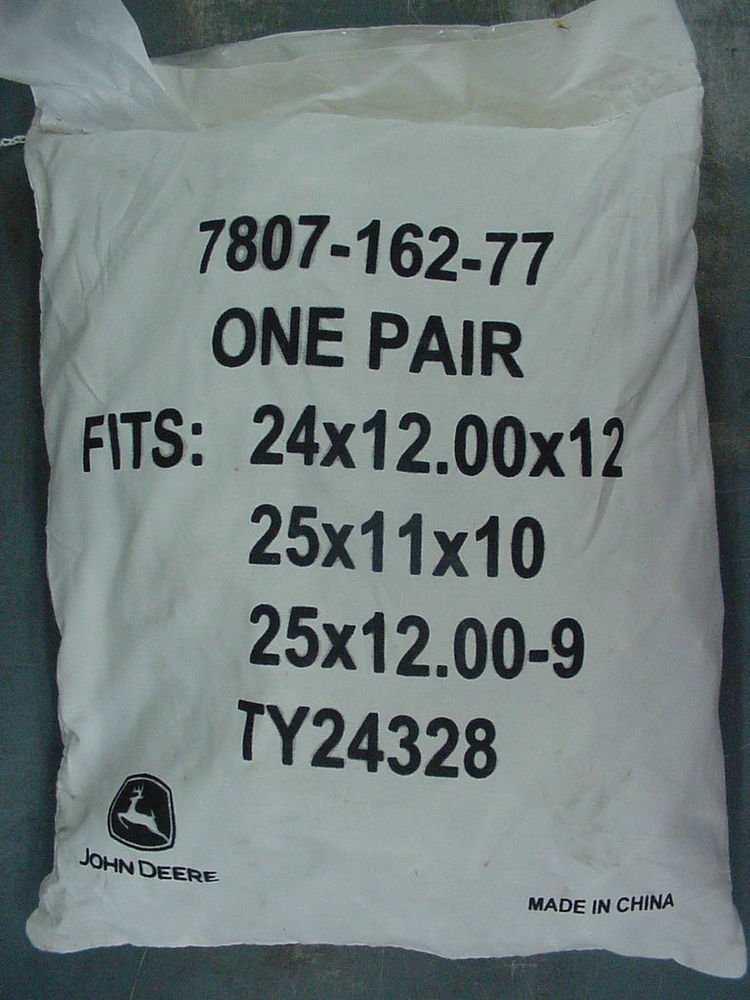 7807-162-77
ONE PAIR
FITS: 24x12.00x12
25x11x10
25x12.00-9
TY24328
JOHN DEERE
MADE IN CHINA